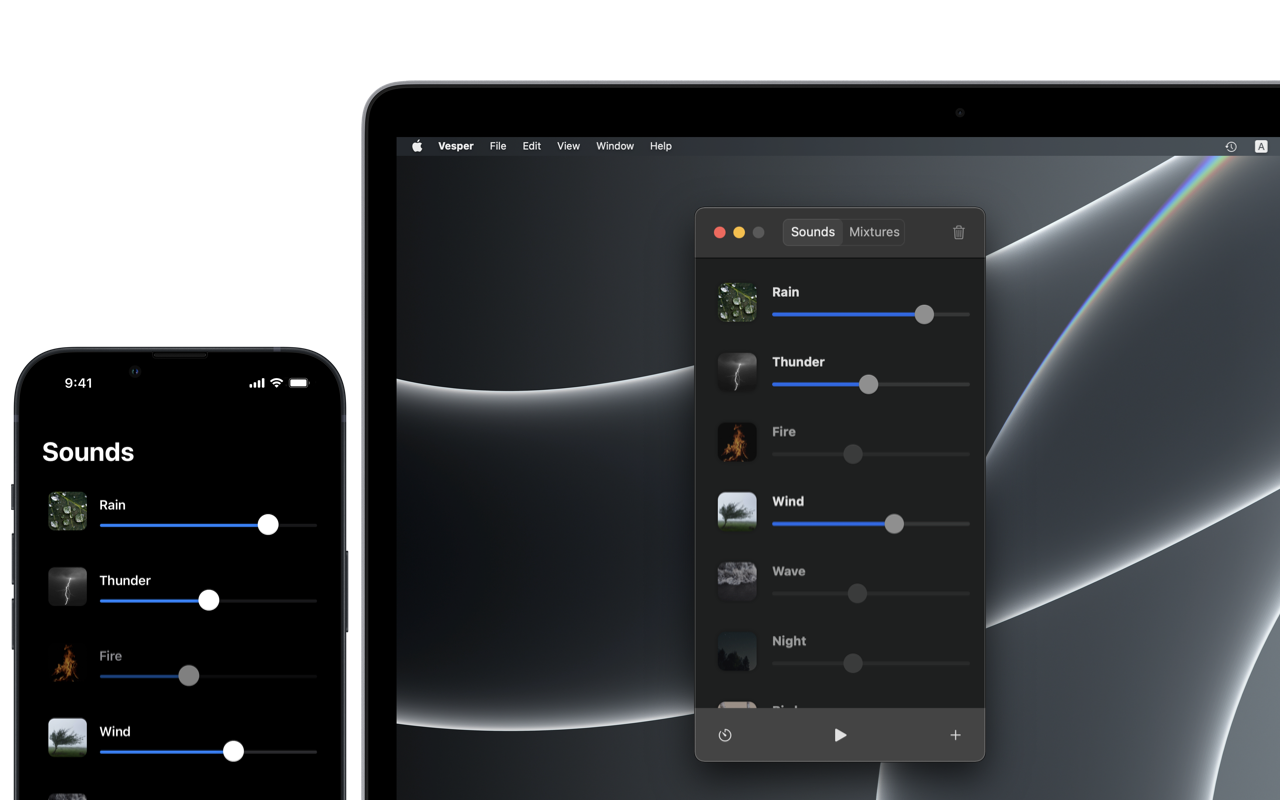 Vesper File Edit View Window Help A
Sounds Mixtures
Rain
Thunder
Fire
Wind
Wave
Night
9:41
Sounds
Rain
Thunder
Fire
Wind